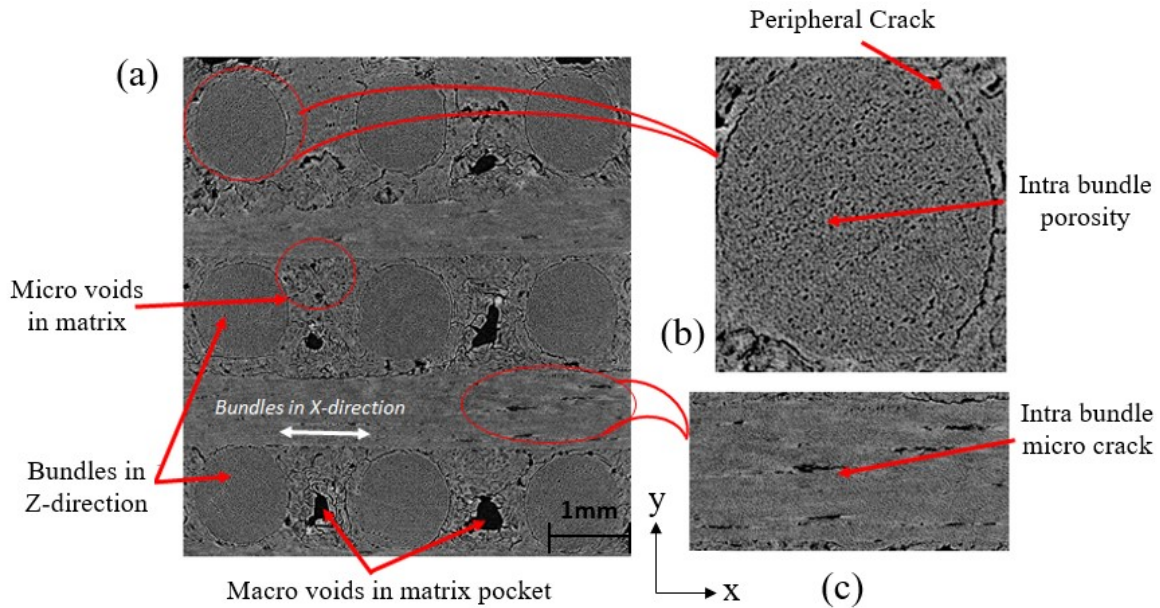 Peripheral Crack
(a)
Intra bundle
porosity
Micro voids
in matrix
(b)
Bundles in X-direction
Intra bundle
micro crack
Bundles in
Z-direction
1mm
y
x
(c)
Macro voids in matrix pocket